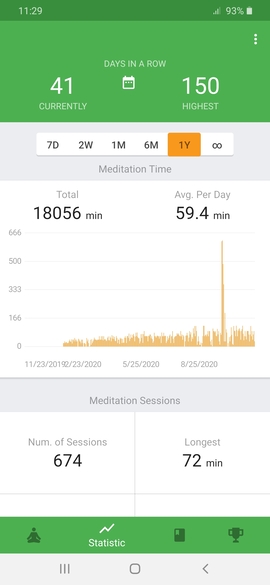 11:29 93%
DAYS IN A ROW
41 150
CURRENTLY HIGHEST
7D 2W 1M 6M 1Y ∞
Meditation Time
Total Avg. Per Day
18056 min 59.4 min
666
500
333
166
0
11/23/2019 2/23/2020 5/25/2020 8/25/2020
Meditation Sessions
Num. of Sessions Longest
674 72 min
Statistic